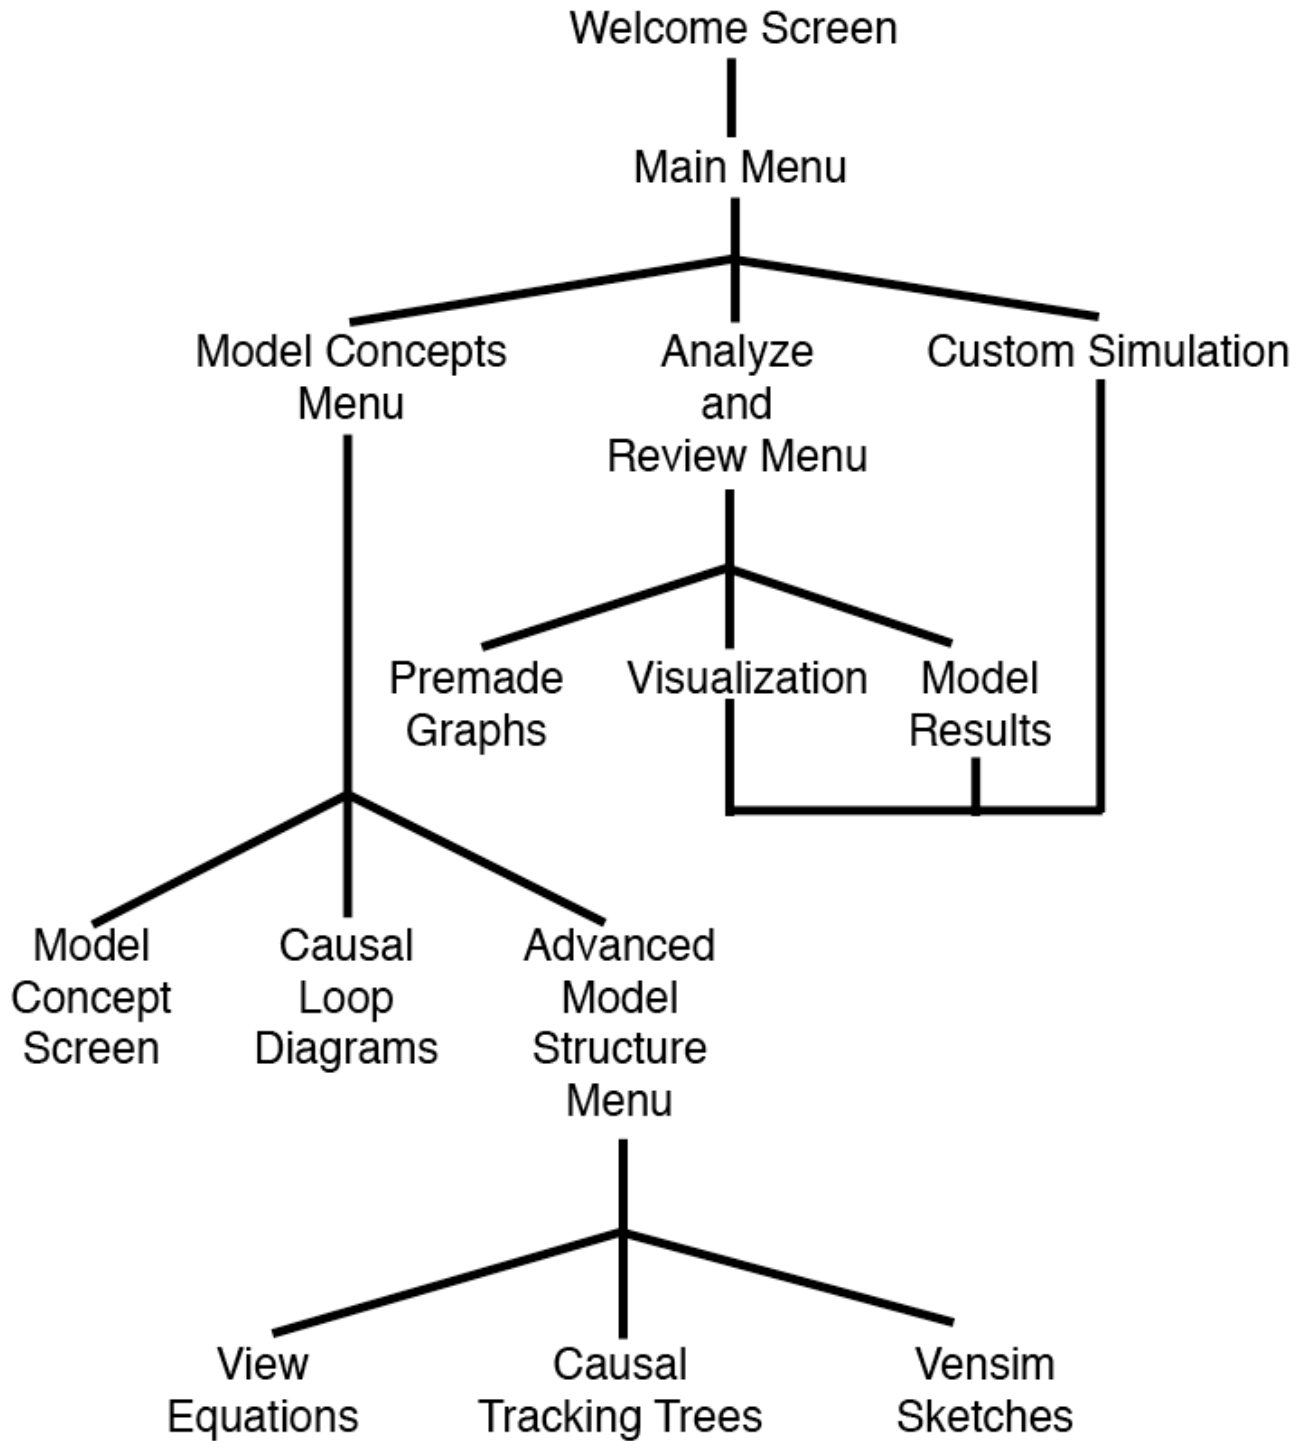 Welcome Screen
Main Menu
Model Concepts
Menu
Analyze
and
Review Menu
Custom Simulation
Premade
Graphs
Visualization
Model
Results
Model
Concept
Screen
Causal
Loop
Diagrams
Advanced
Model
Structure
Menu
View
Equations
Causal
Tracking Trees
Vensim
Sketches